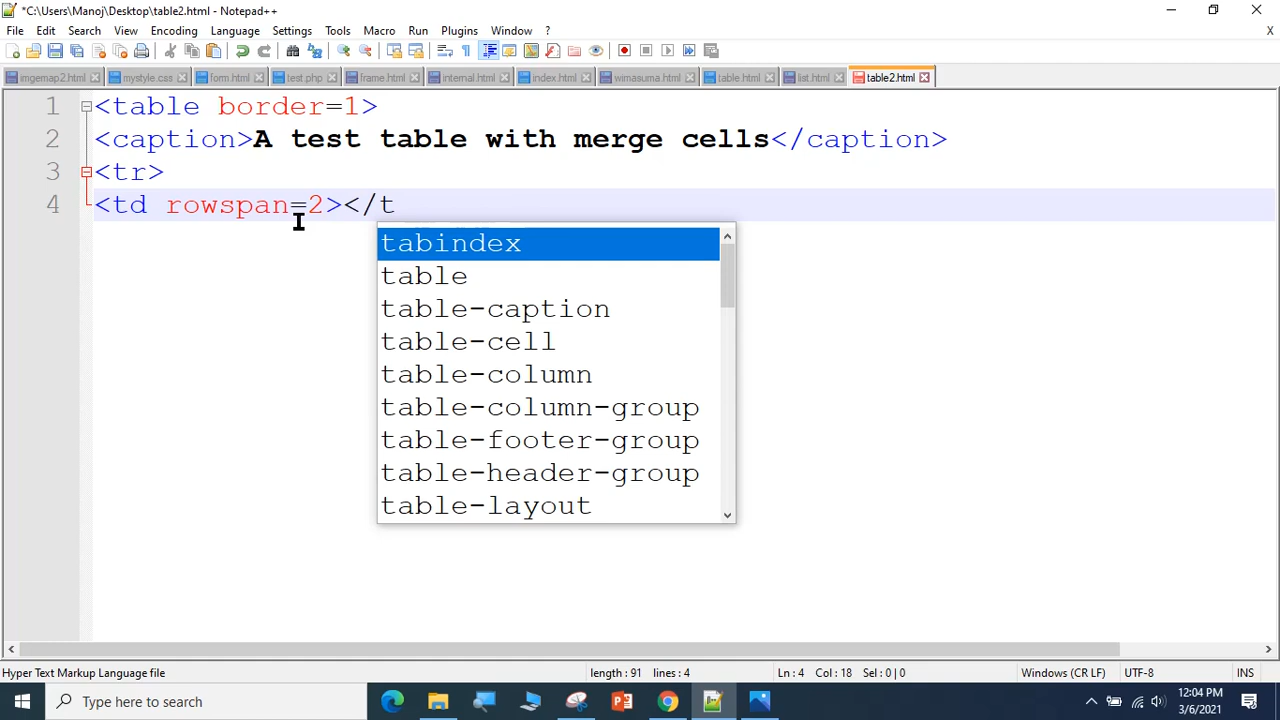 *C:\Users\Manoj\Desktop\table2.html - Notepad++
File Edit Search View Encoding Language Settings Tools Macro Run Plugins Window ? X
imgemap2.html mystyle.css form1.html test.php frame.html internal.html index.html wimasuma.html table.html list.html table2.html
1 <table border=1>
2 <caption>A test table with merge cells</caption>
3 <tr>
4 <td rowspan=2></t
tabindex
table
table-caption
table-cell
table-column
table-column-group
table-footer-group
table-header-group
table-layout
Hyper Text Markup Language file length : 91 lines : 4 Ln : 4 Col : 18 Sel : 0 | 0 Windows (CR LF) UTF-8 INS
Type here to search 12:04 PM
3/6/2021